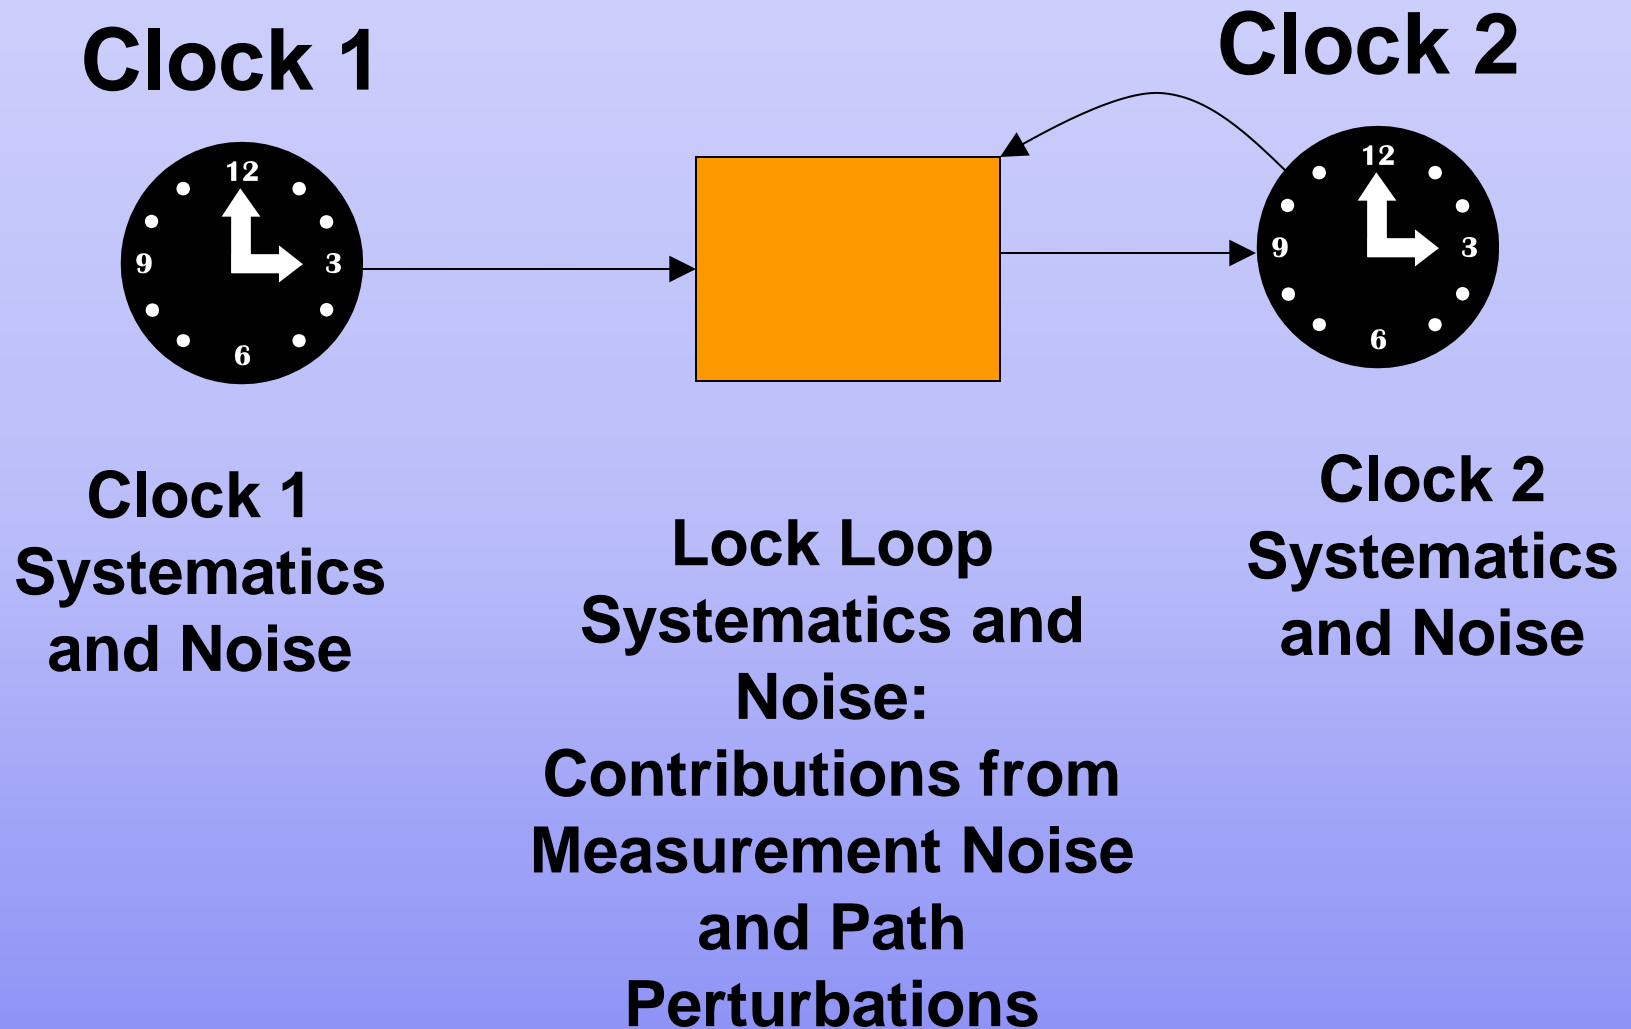 Clock 1
Clock 2
12
9
3
6
12
9
3
6
Clock 1
Systematics
and Noise
Lock Loop
Systematics and
Noise:
Contributions from
Measurement Noise
and Path
Perturbations
Clock 2
Systematics
and Noise